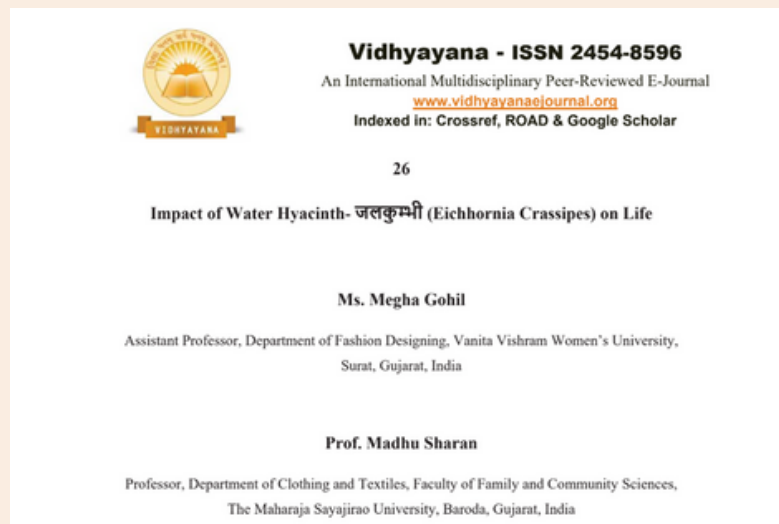 Vidhyayana - ISSN 2454-8596
An International Multidisciplinary Peer-Reviewed E-Journal
www.vidhyayanaejournal.org
Indexed in: Crossref, ROAD & Google Scholar
VIDHYAYANA
26
Impact of Water Hyacinth- जलकुम्भी (Eichhornia Crassipes) on Life
Ms. Megha Gohil
Assistant Professor, Department of Fashion Designing, Vanita Vishram Women's University,
Surat, Gujarat, India
Prof. Madhu Sharan
Professor, Department of Clothing and Textiles, Faculty of Family and Community Sciences,
The Maharaja Sayajirao University, Baroda, Gujarat, India